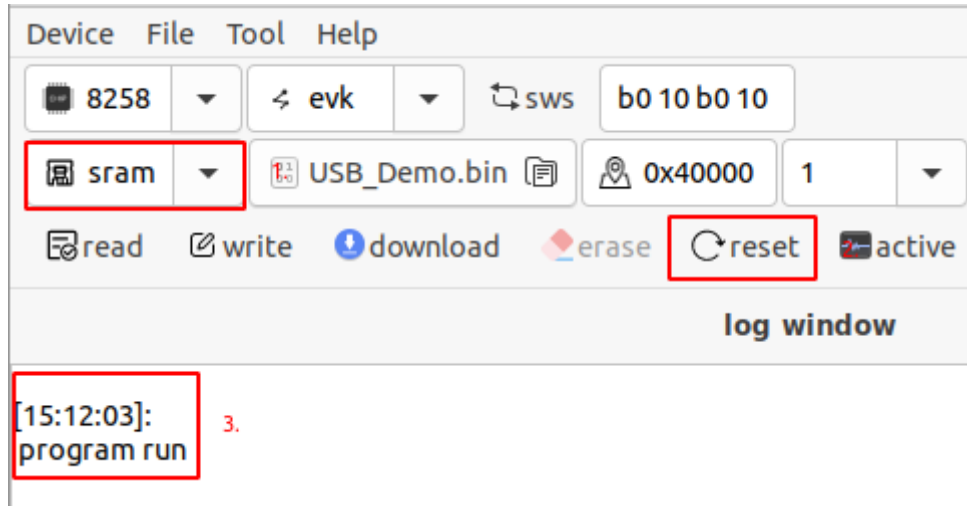 Device File Tool Help
8258 evk sws b0 10 b0 10
sram USB_Demo.bin 0x40000 1
read write download erase reset active
log window
[15:12:03]:
3.
program run